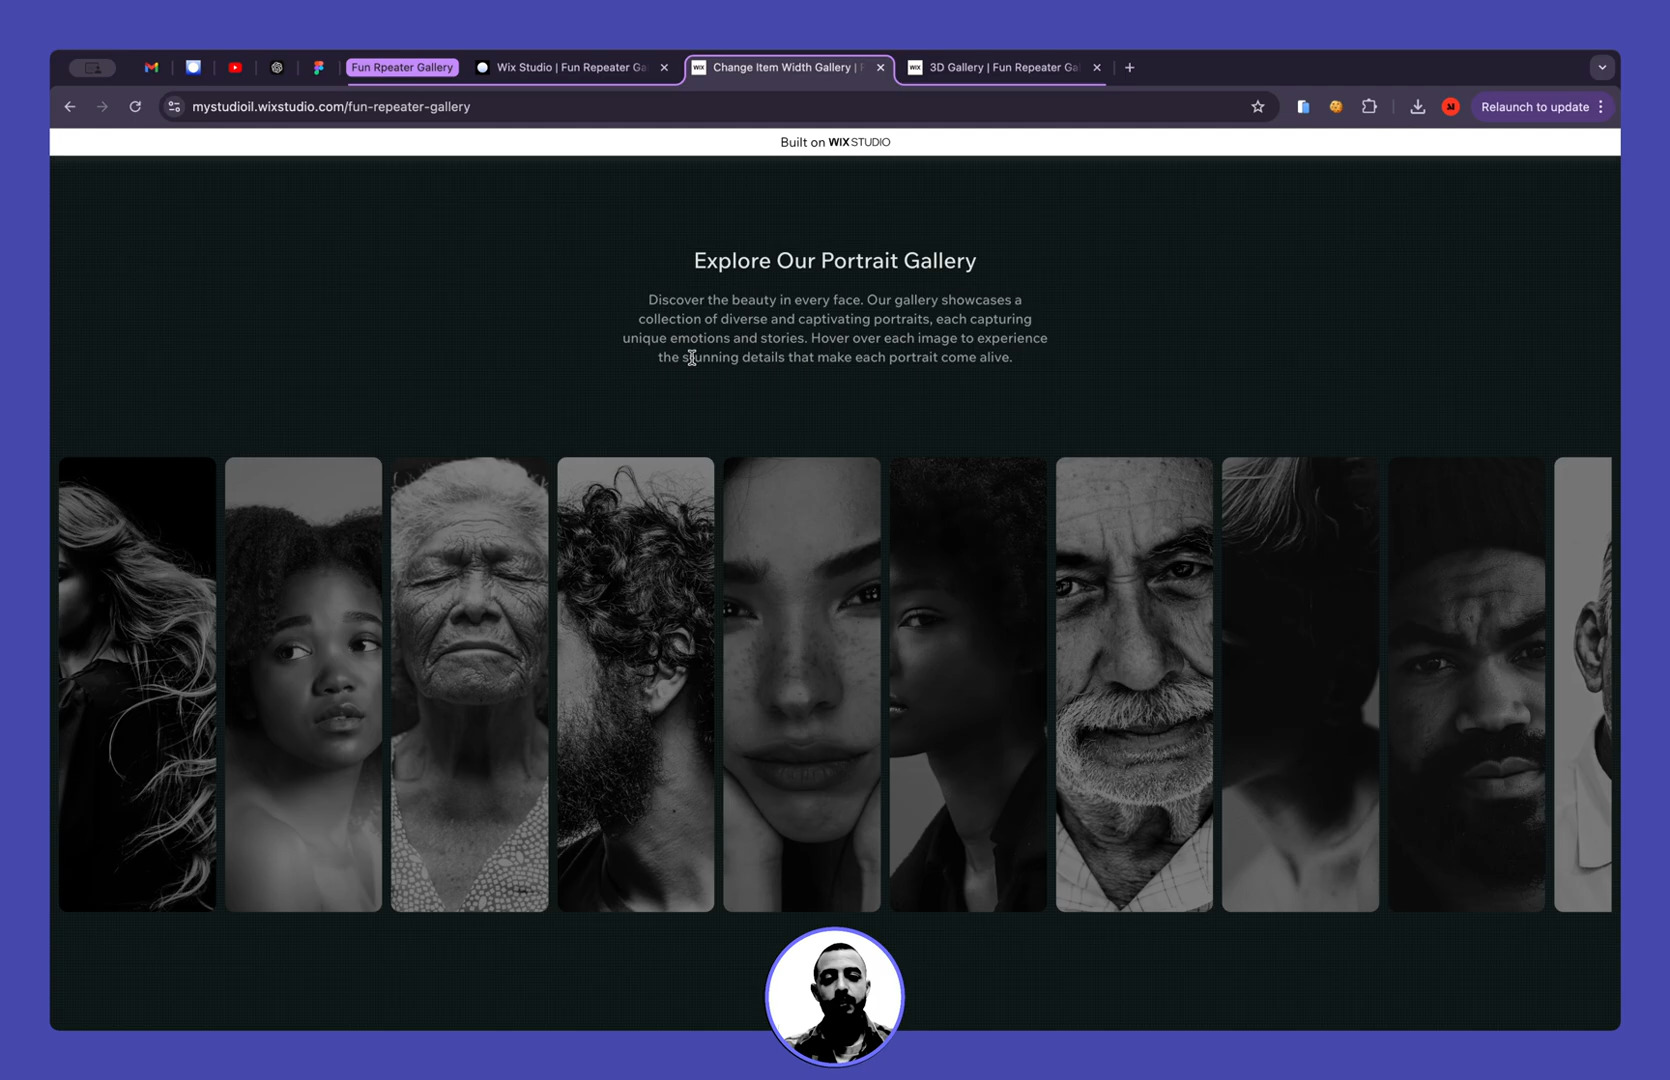 Fun Rpeater Gallery
Wix Studio | Fun Repeater Ga
Change Item Width Gallery |
3D Gallery | Fun Repeater Ga
mystudioil.wixstudio.com/fun-repeater-gallery
Relaunch to update
Built on WIX STUDIO
Explore Our Portrait Gallery
Discover the beauty in every face. Our gallery showcases a
collection of diverse and captivating portraits, each capturing
unique emotions and stories. Hover over each image to experience
the stunning details that make each portrait come alive.